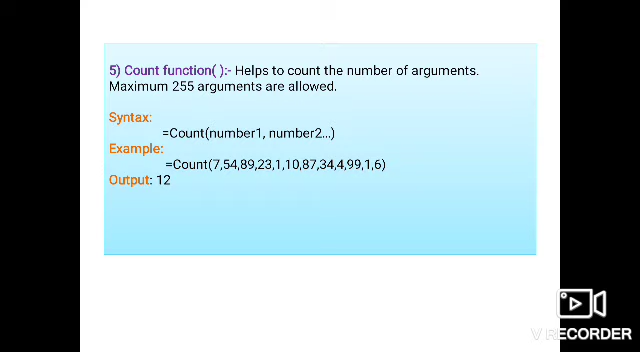 5) Count function( ):- Helps to count the number of arguments.
Maximum 255 arguments are allowed.
Syntax:
=Count(number1, number2...)
Example:
=Count(7,54,89,23,1,10,87,34,4,99,1,6)
Output: 12
V RECORDER